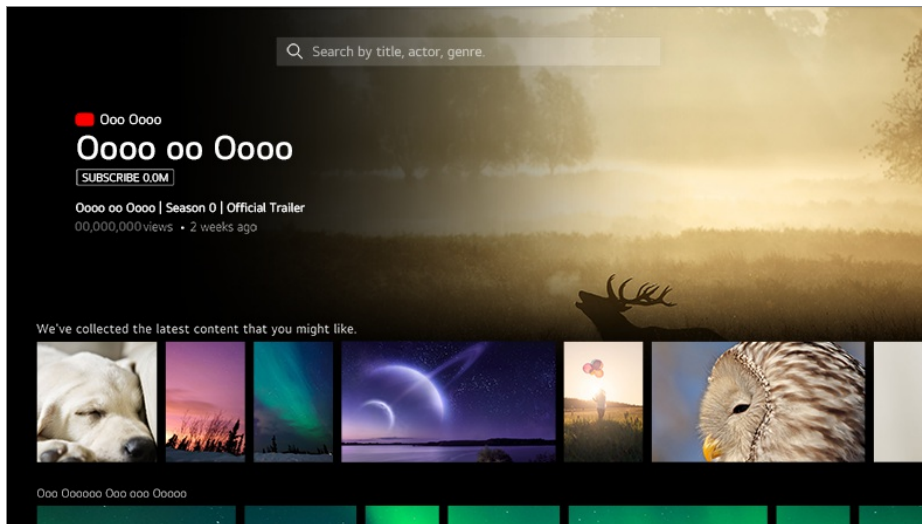 Search by title, actor, genre.
Ooo Oooo
Oooo oo Oooo
SUBSCRIBE 0.0M
Oooo oo Oooo | Season 0 | Official Trailer
00,000,000 views • 2 weeks ago
We've collected the latest content that you might like.
Ooo Oooooo Ooo ooo Ooooo